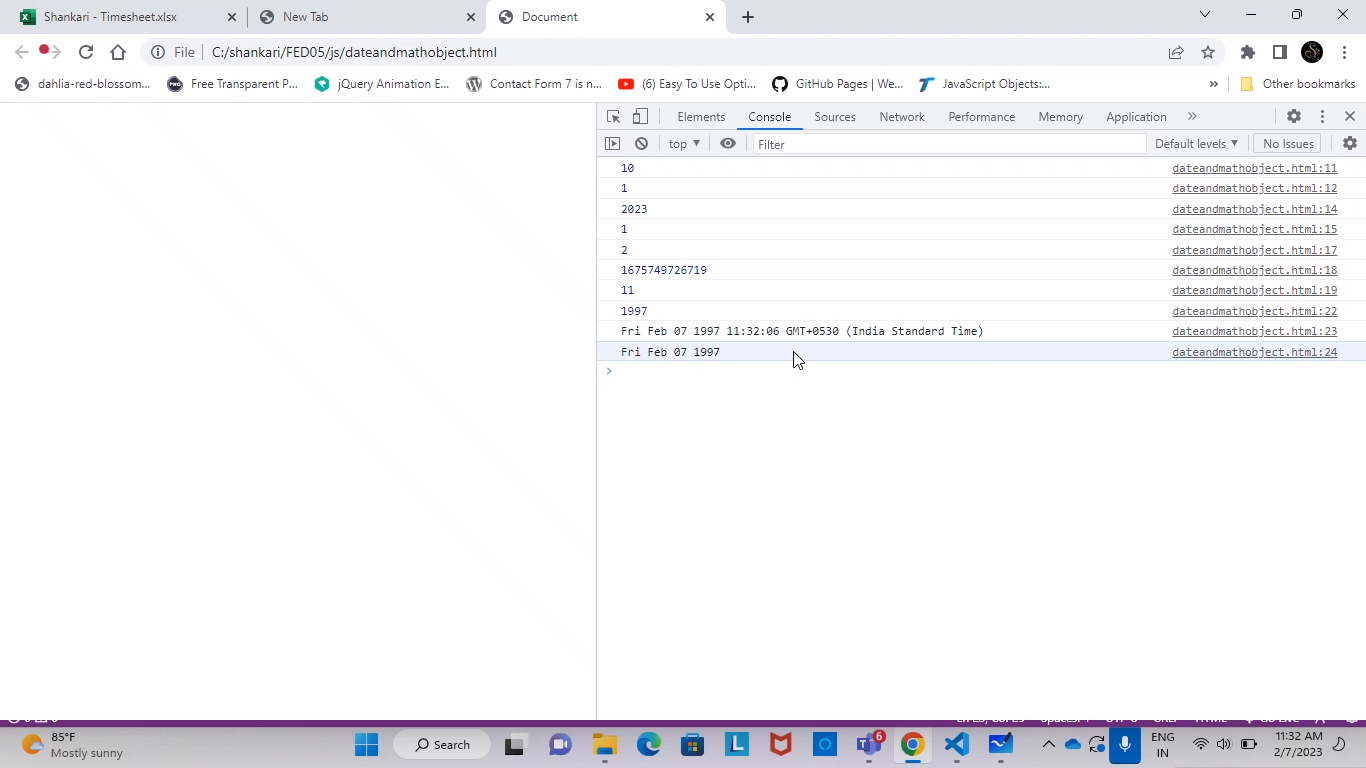 Shankari - Timesheet.xlsx
New Tab
Document
File
C:/shankari/FED05/js/dateandmathobject.html
dahlia-red-blossom...
Free Transparent P...
jQuery Animation E...
Contact Form 7 is n...
(6) Easy To Use Opti...
GitHub Pages | We...
JavaScript Objects:...
»
Other bookmarks
Elements
Console
Sources
Network
Performance
Memory
Application
»
top
Filter
Default levels
No Issues
10 dateandmathobject.html:11
1 dateandmathobject.html:12
2023 dateandmathobject.html:14
1 dateandmathobject.html:15
2 dateandmathobject.html:17
1675749726719 dateandmathobject.html:18
11 dateandmathobject.html:19
1997 dateandmathobject.html:22
Fri Feb 07 1997 11:32:06 GMT+0530 (India Standard Time) dateandmathobject.html:23
Fri Feb 07 1997 dateandmathobject.html:24
85°F
Mostly sunny
Search
6
ENG
IN
11:32 AM
2/7/2023